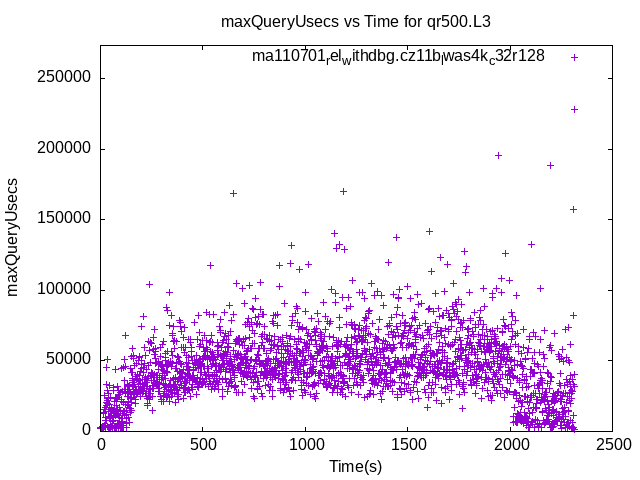 maxQueryUsecs vs Time for qr500.L3
ma110701_rel_withdbg.cz11b_lwas4k_c32r128
250000
200000
150000
100000
50000
0
maxQueryUsecs
0 500 1000 1500 2000 2500
Time(s)